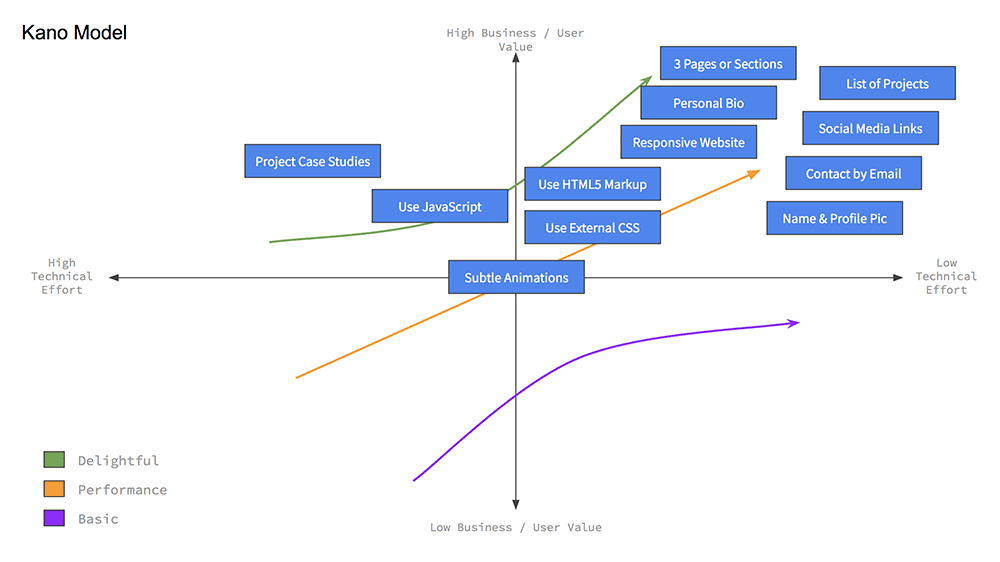 Kano Model
High Business / User
Value
3 Pages or Sections
List of Projects
Personal Bio
Social Media Links
Responsive Website
Project Case Studies
Contact by Email
Use HTML5 Markup
Use JavaScript
Name & Profile Pic
Use External CSS
High
Technical
Effort
Subtle Animations
Low
Technical
Effort
Delightful
Performance
Basic
Low Business / User Value